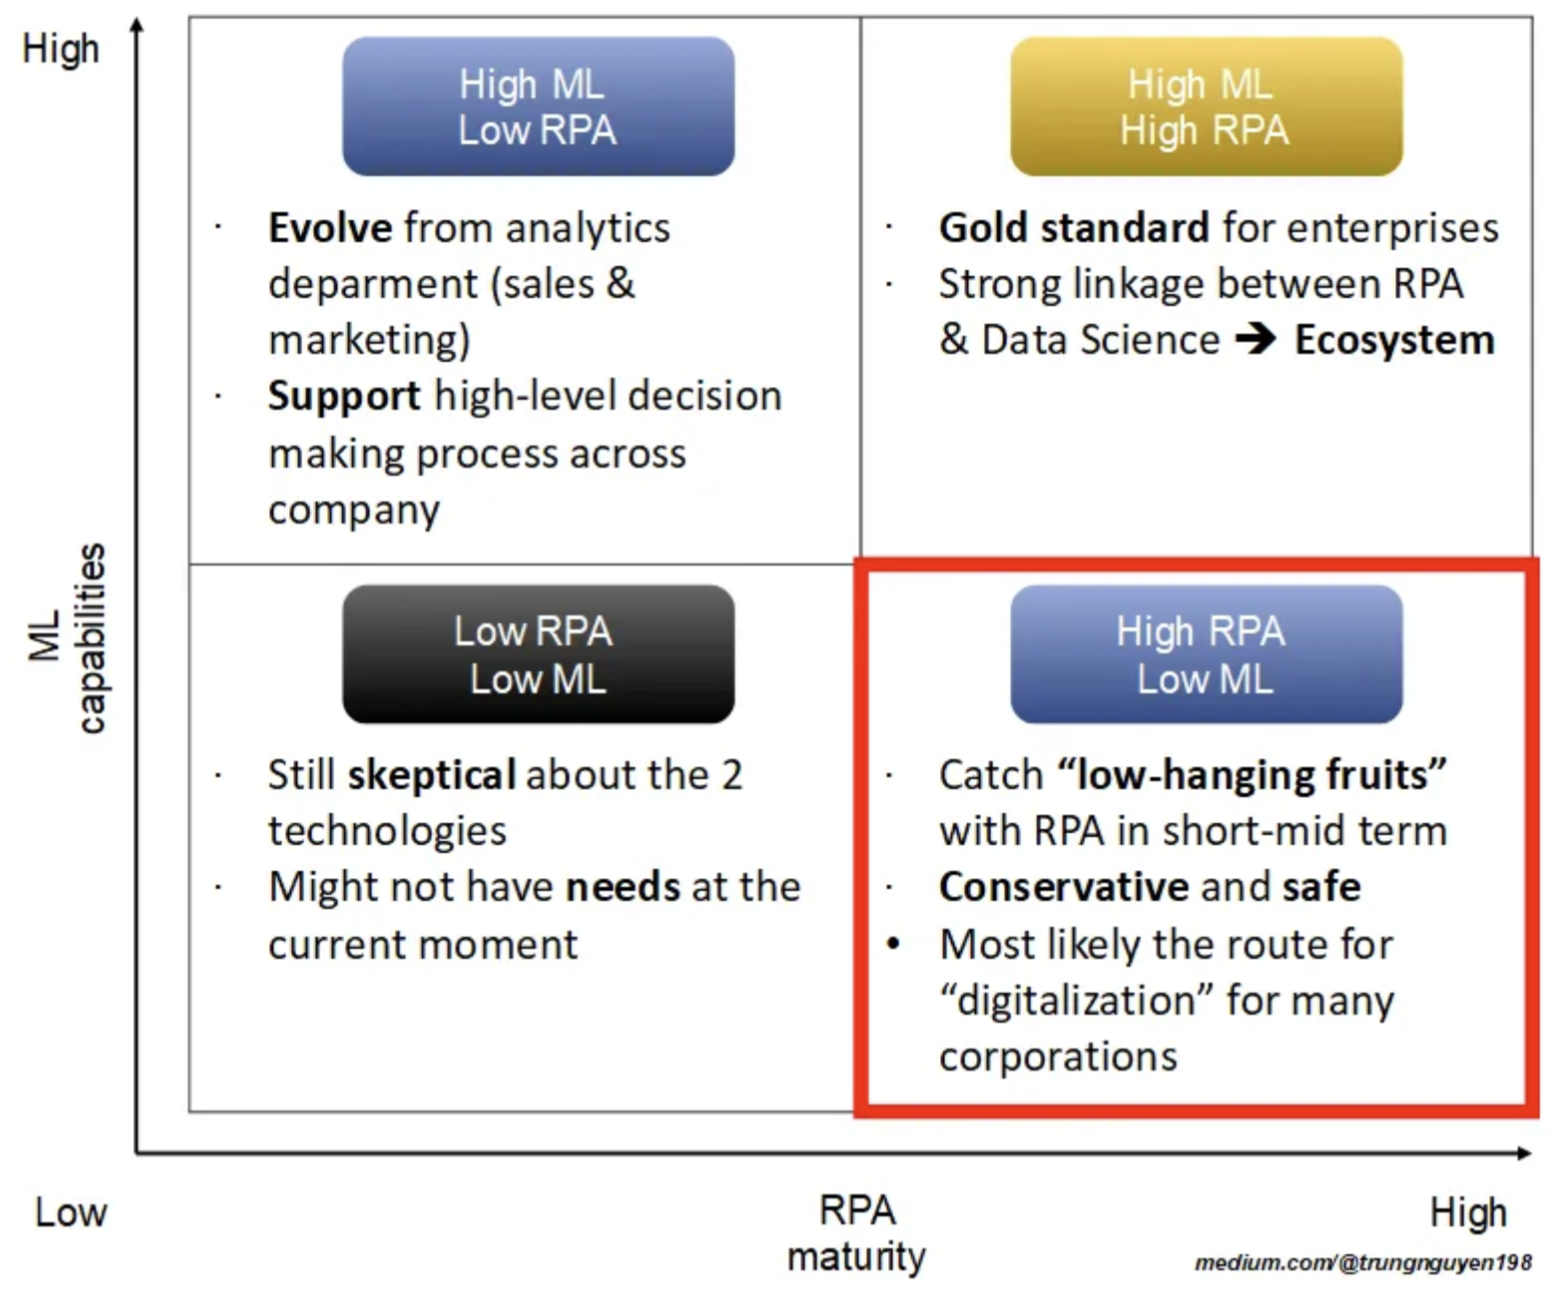 High
High ML
Low RPA
· Evolve from analytics
deparment (sales &
marketing)
· Support high-level decision
making process across
company
High ML
High RPA
· Gold standard for enterprises
· Strong linkage between RPA
& Data Science ➔ Ecosystem
ML
capabilities
Low RPA
Low ML
· Still skeptical about the 2
technologies
· Might not have needs at the
current moment
High RPA
Low ML
· Catch “low-hanging fruits”
with RPA in short-mid term
· Conservative and safe
• Most likely the route for
“digitalization” for many
corporations
Low
RPA
maturity
High
medium.com/@trungnguyen198